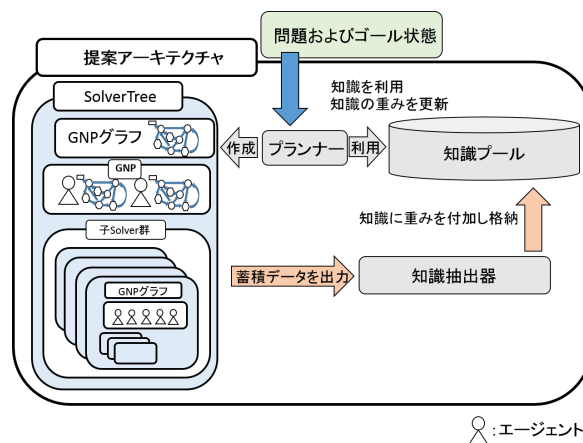 問題およびゴール状態
提案アーキテクチャ
知識を利用
知識の重みを更新
SolverTree
GNPグラフ
作成
プランナー
利用
知識プール
GNP
知識に重みを付加し格納
子Solver群
蓄積データを出力
知識抽出器
GNPグラフ
:エージェント